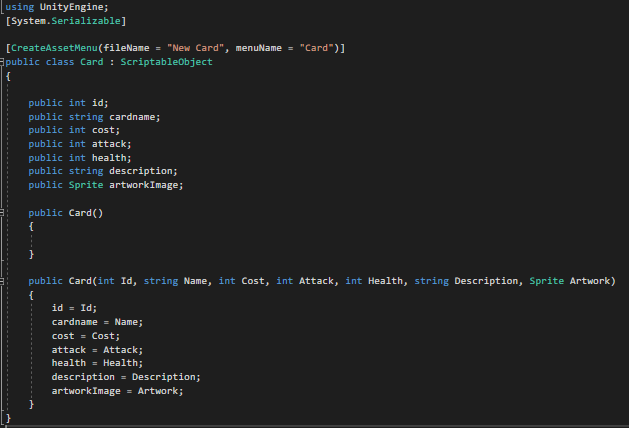 using UnityEngine;
[System.Serializable]
[CreateAssetMenu(fileName = "New Card", menuName = "Card")]
public class Card : ScriptableObject
{
public int id;
public string cardname;
public int cost;
public int attack;
public int health;
public string description;
public Sprite artworkImage;
public Card()
{
}
public Card(int Id, string Name, int Cost, int Attack, int Health, string Description, Sprite Artwork)
{
id = Id;
cardname = Name;
cost = Cost;
attack = Attack;
health = Health;
description = Description;
artworkImage = Artwork;
}
}